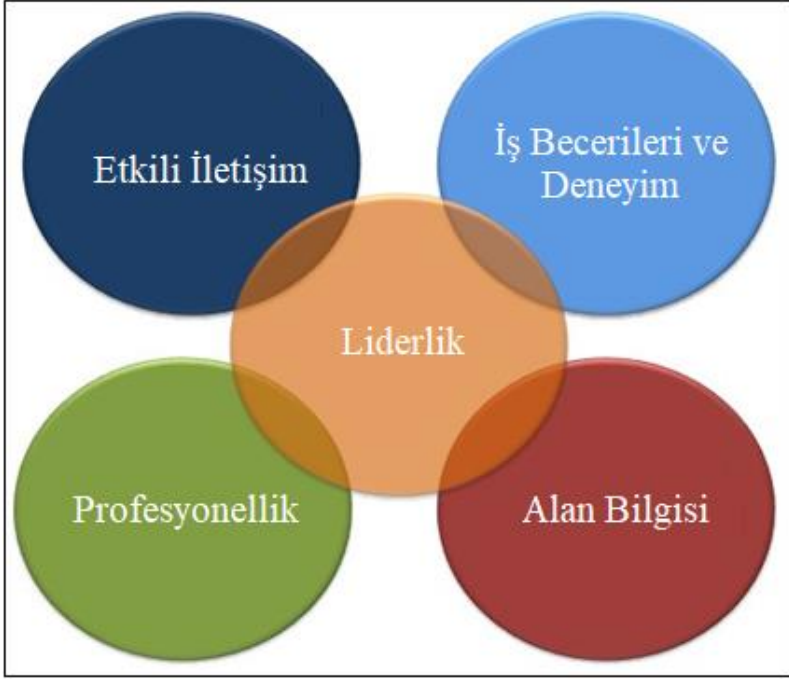 Etkili İletişim
İş Becerileri ve
Deneyim
Liderlik
Profesyonellik
Alan Bilgisi